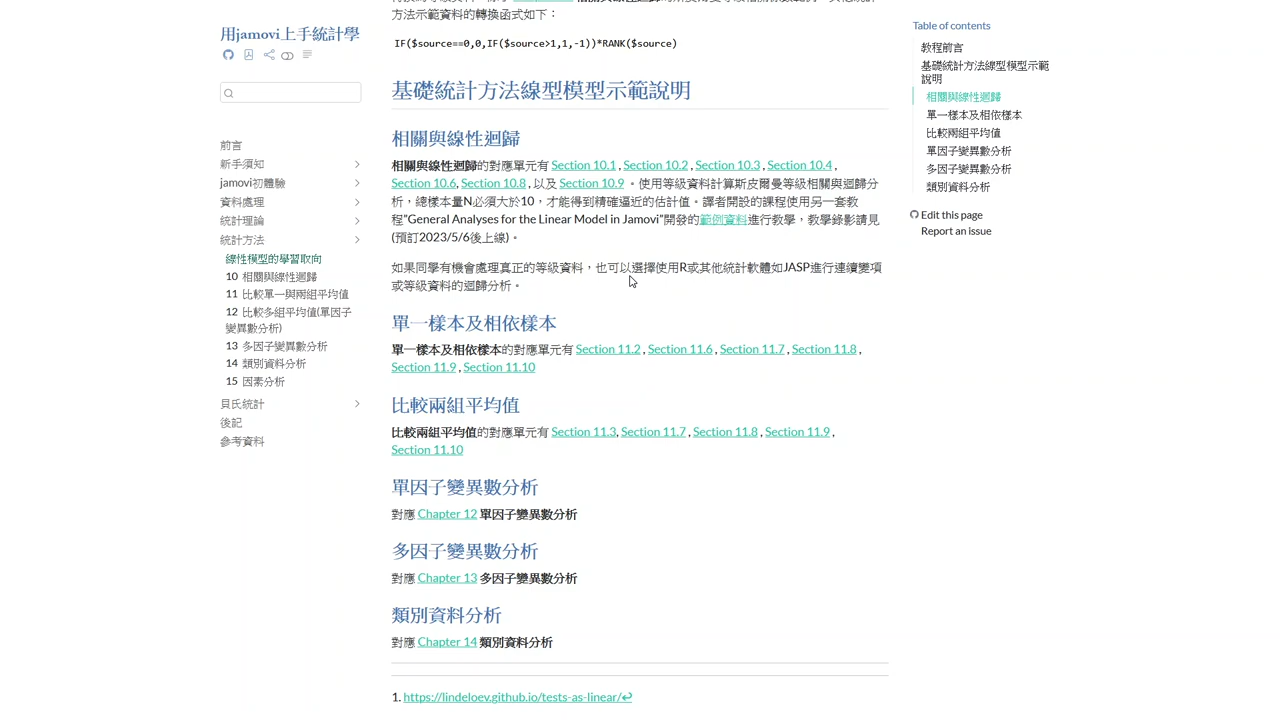 用jamovi上手統計學
前言
新手須知
jamovi初體驗
資料處理
統計理論
統計方法
線性模型的學習取向
10 相關與線性迴歸
11 比較單一與兩組平均值
12 比較多組平均值(單因子
變異數分析)
13 多因子變異數分析
14 類別資料分析
15 因素分析
貝氏統計
後記
參考資料
方法示範資料的轉換函式如下：
IF($source==0,0,IF($source>1,1,-1))*RANK($source)
基礎統計方法線型模型示範說明
相關與線性迴歸
相關與線性迴歸的對應單元有 Section 10.1 , Section 10.2 , Section 10.3 , Section 10.4 ,
Section 10.6, Section 10.8 , 以及 Section 10.9 。使用等級資料計算斯皮爾曼等級相關與迴歸分
析，總樣本量N必須大於10，才能得到精確逼近的估計值。譯者開設的課程使用另一套教
程"General Analyses for the Linear Model in Jamovi"開發的範例資料進行教學，教學錄影請見
(預訂2023/5/6後上線)。
如果同學有機會處理真正的等級資料，也可以選擇使用R或其他統計軟體如JASP進行連續變項
或等級資料的迴歸分析。
單一樣本及相依樣本
單一樣本及相依樣本的對應單元有 Section 11.2 , Section 11.6 , Section 11.7 , Section 11.8 ,
Section 11.9 , Section 11.10
比較兩組平均值
比較兩組平均值的對應單元有 Section 11.3, Section 11.7 , Section 11.8 , Section 11.9 ,
Section 11.10
單因子變異數分析
對應 Chapter 12 單因子變異數分析
多因子變異數分析
對應 Chapter 13 多因子變異數分析
類別資料分析
對應 Chapter 14 類別資料分析
1. https://lindeloev.github.io/tests-as-linear/↩
Table of contents
教程前言
基礎統計方法線型模型示範
說明
相關與線性迴歸
單一樣本及相依樣本
比較兩組平均值
單因子變異數分析
多因子變異數分析
類別資料分析
Edit this page
Report an issue